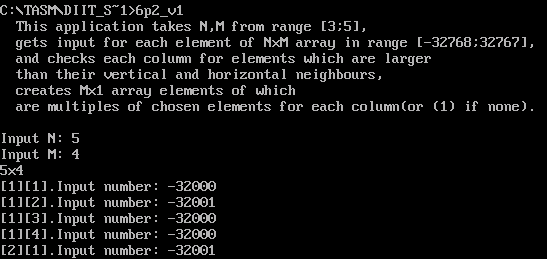 C:\TASM\DIIT_S~1>6p2_v1
This application takes N,M from range [3;5],
gets input for each element of NxM array in range [-32768;32767],
and checks each column for elements which are larger
than their vertical and horizontal neighbours,
creates Mx1 array elements of which
are multiples of chosen elements for each column(or (1) if none).
Input N: 5
Input M: 4
5x4
[1][1].Input number: -32000
[1][2].Input number: -32001
[1][3].Input number: -32000
[1][4].Input number: -32000
[2][1].Input number: -32001